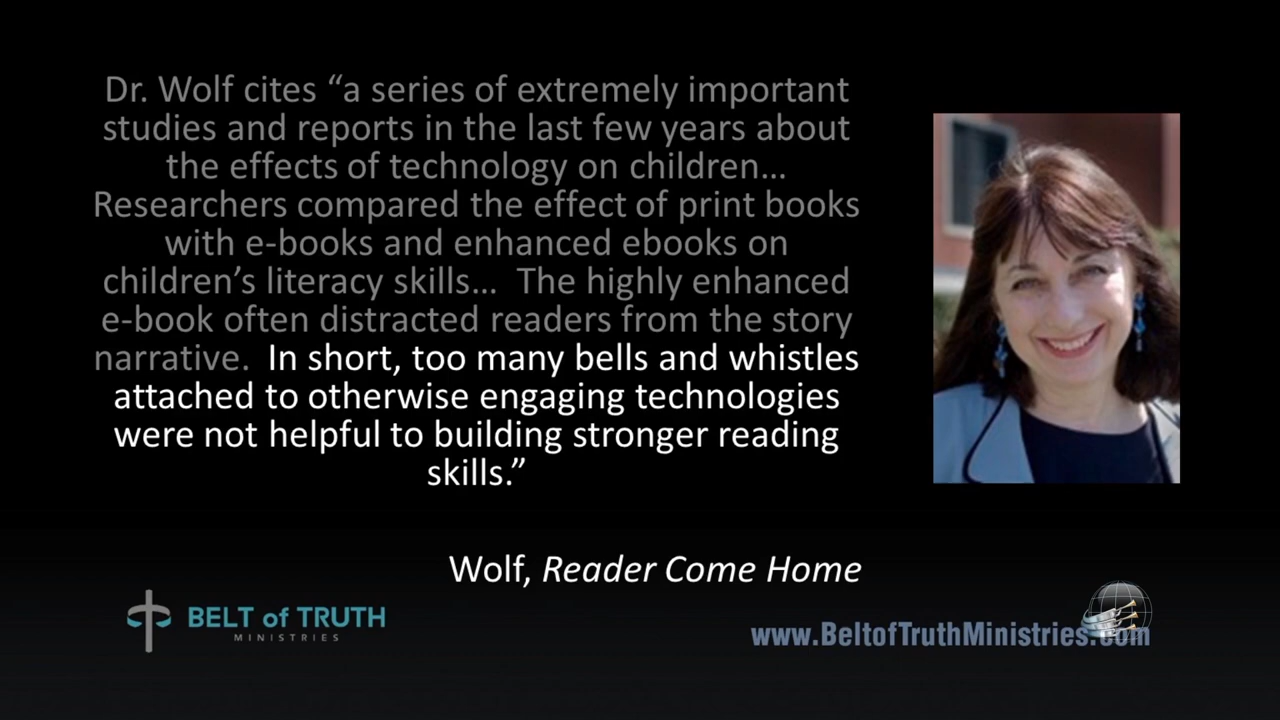 Dr. Wolf cites “a series of extremely important
studies and reports in the last few years about
the effects of technology on children…
Researchers compared the effect of print books
with e-books and enhanced ebooks on
children’s literacy skills…  The highly enhanced
e-book often distracted readers from the story
narrative.  In short, too many bells and whistles
attached to otherwise engaging technologies
were not helpful to building stronger reading
skills.”
Wolf, Reader Come Home
BELT of TRUTH
MINISTRIES
www.BeltofTruthMinistries.com